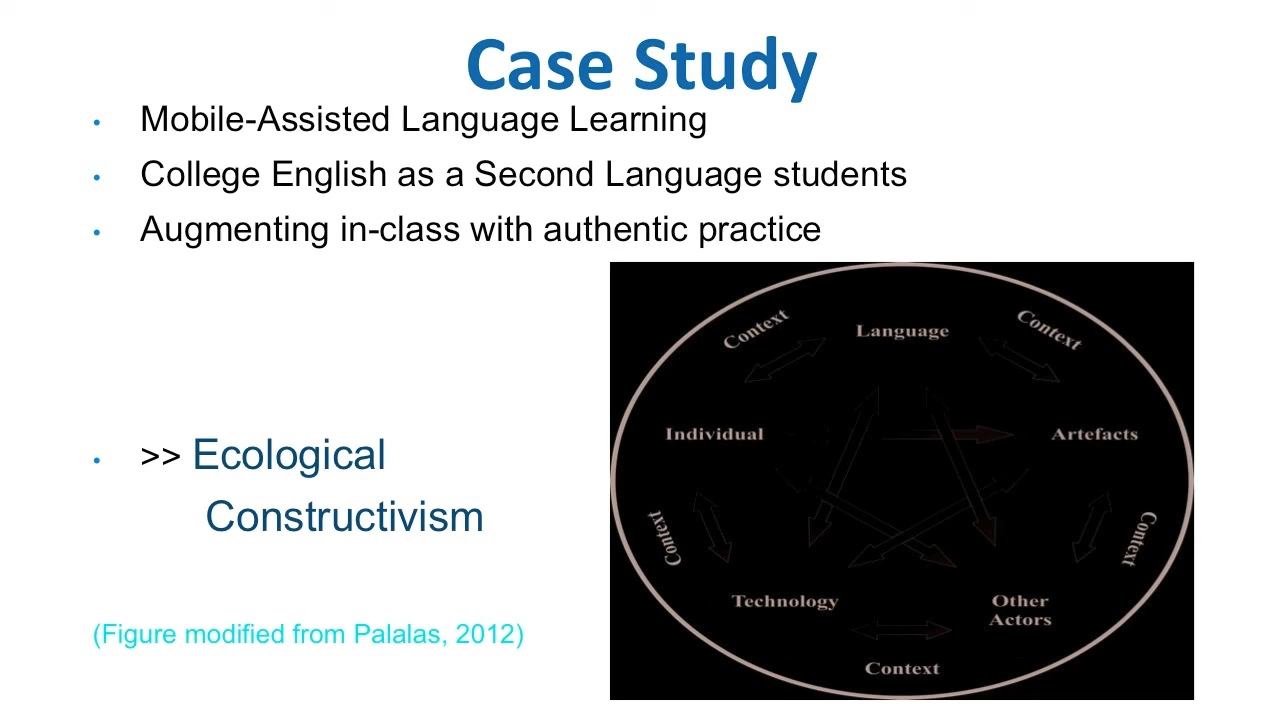 Case Study
• Mobile-Assisted Language Learning
• College English as a Second Language students
• Augmenting in-class with authentic practice
• >> Ecological
Constructivism
(Figure modified from Palalas, 2012)
Context
Language
Context
Individual
Artefacts
Context
Context
Technology
Other
Actors
Context